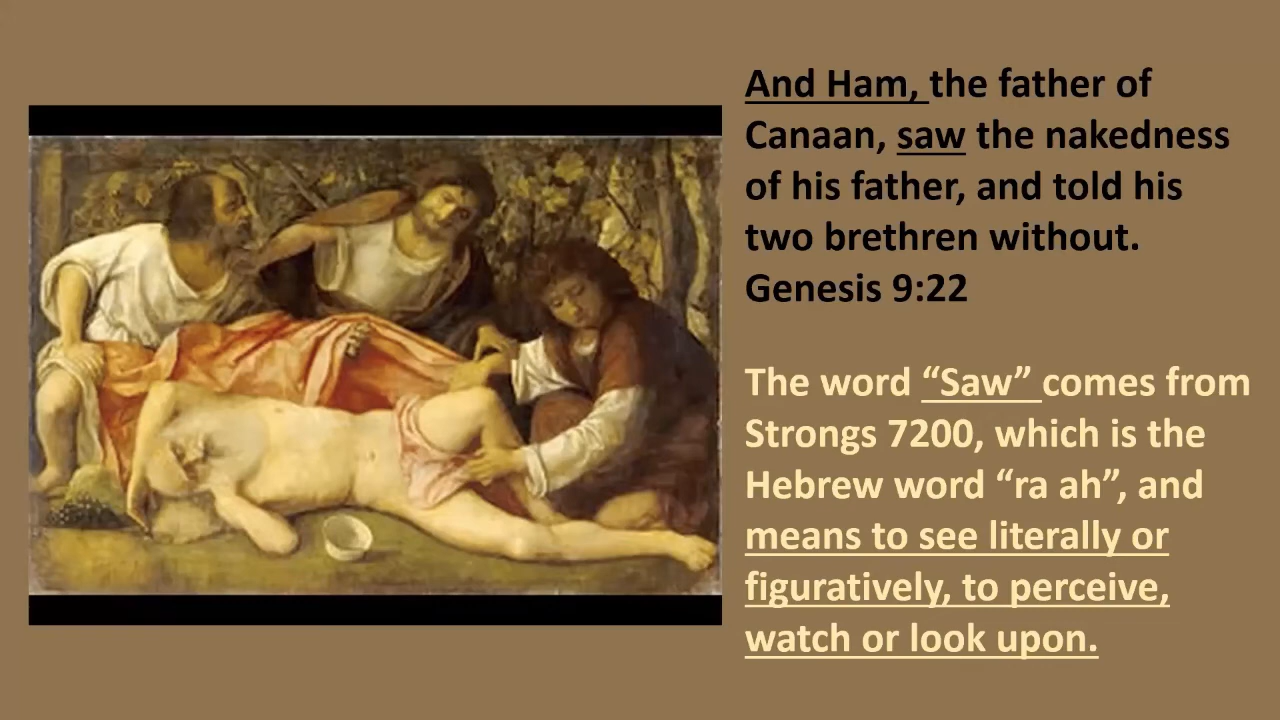 And Ham, the father of
Canaan, saw the nakedness
of his father, and told his
two brethren without.
Genesis 9:22
The word “Saw” comes from
Strongs 7200, which is the
Hebrew word “ra ah”, and
means to see literally or
figuratively, to perceive,
watch or look upon.